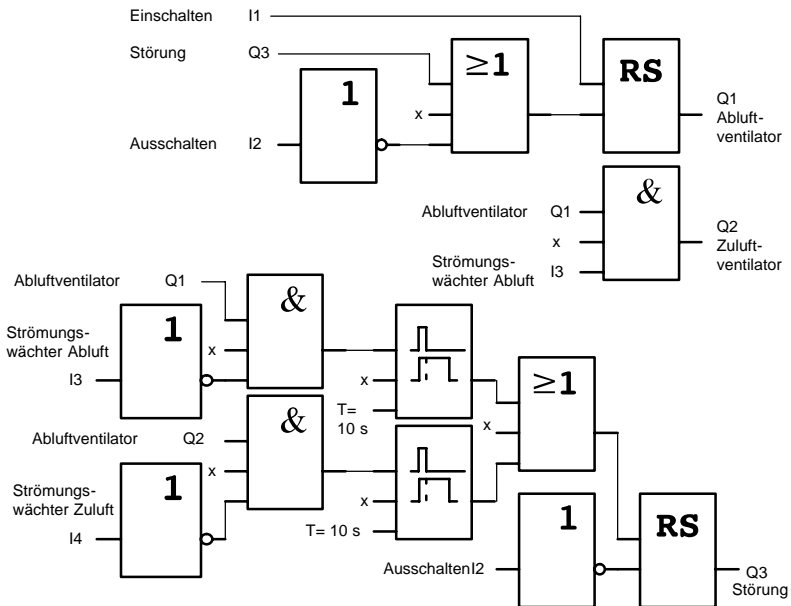 Einschalten I1
Störung Q3
≥1
RS
1
x
Q1
Abluft-
ventilator
Ausschalten I2
&
Abluftventilator Q1
x
Q2
Zuluft-
ventilator
Strömungs-
wächter Abluft
I3
Abluftventilator Q1
&
Strömungs-
wächter Abluft
1
x
I3
x
T=
10 s
≥1
x
Abluftventilator Q2
&
x
Strömungs-
wächter Zuluft
1
x
I4
T= 10 s
1
RS
Ausschalten I2
Q3
Störung